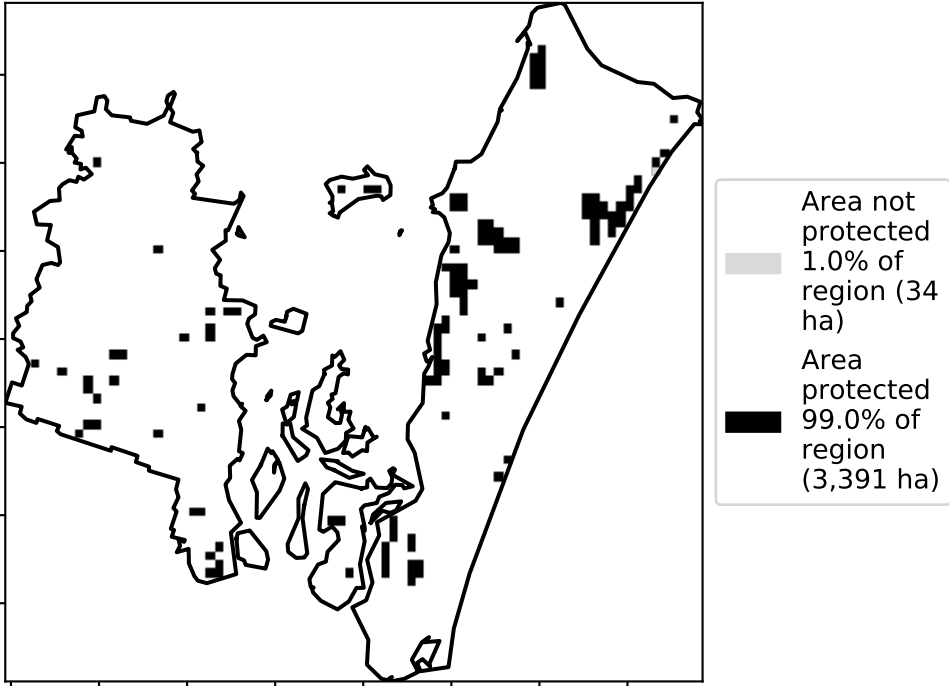 Area not
protected
1.0% of
region (34
ha)
Area
protected
99.0% of
region
(3,391 ha)